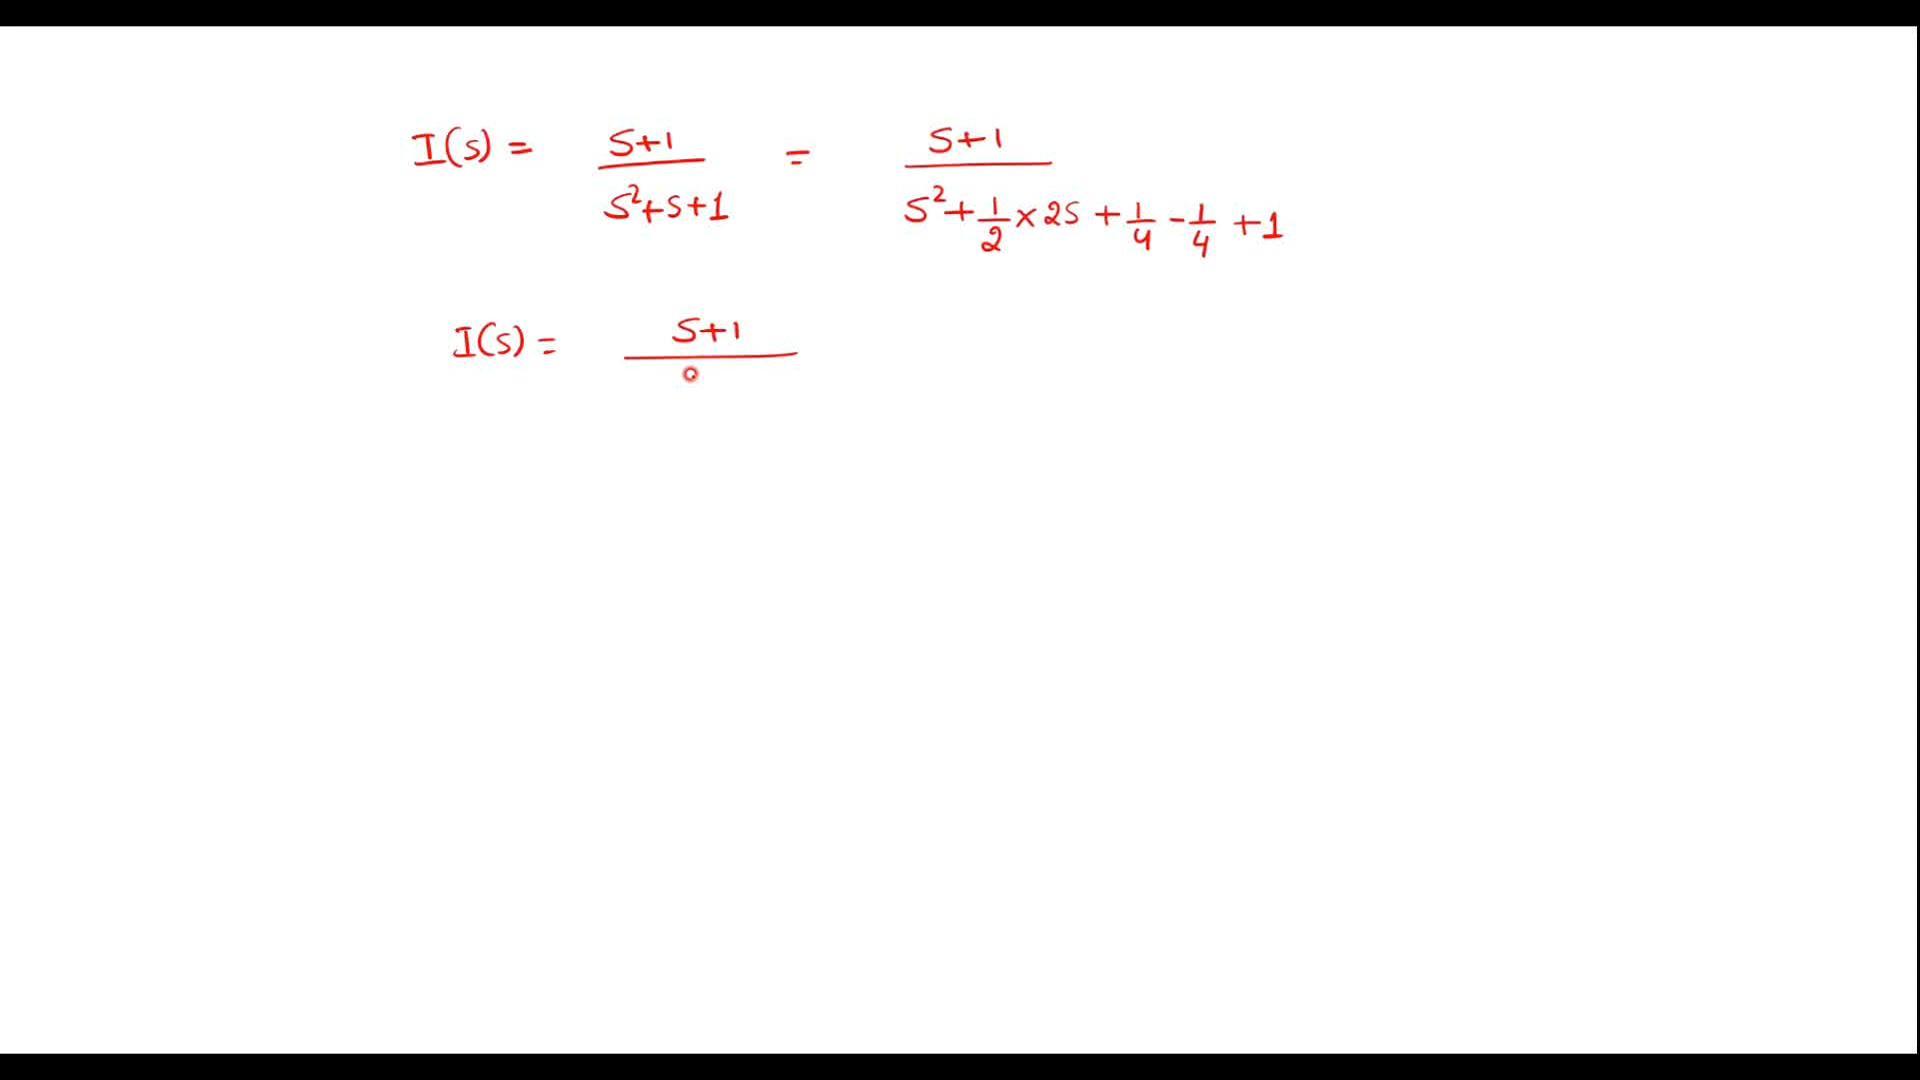 I(s) = S+1 / S²+S+1 = S+1 / S²+1/2×2S+1/4-1/4+1
I(s) = S+1